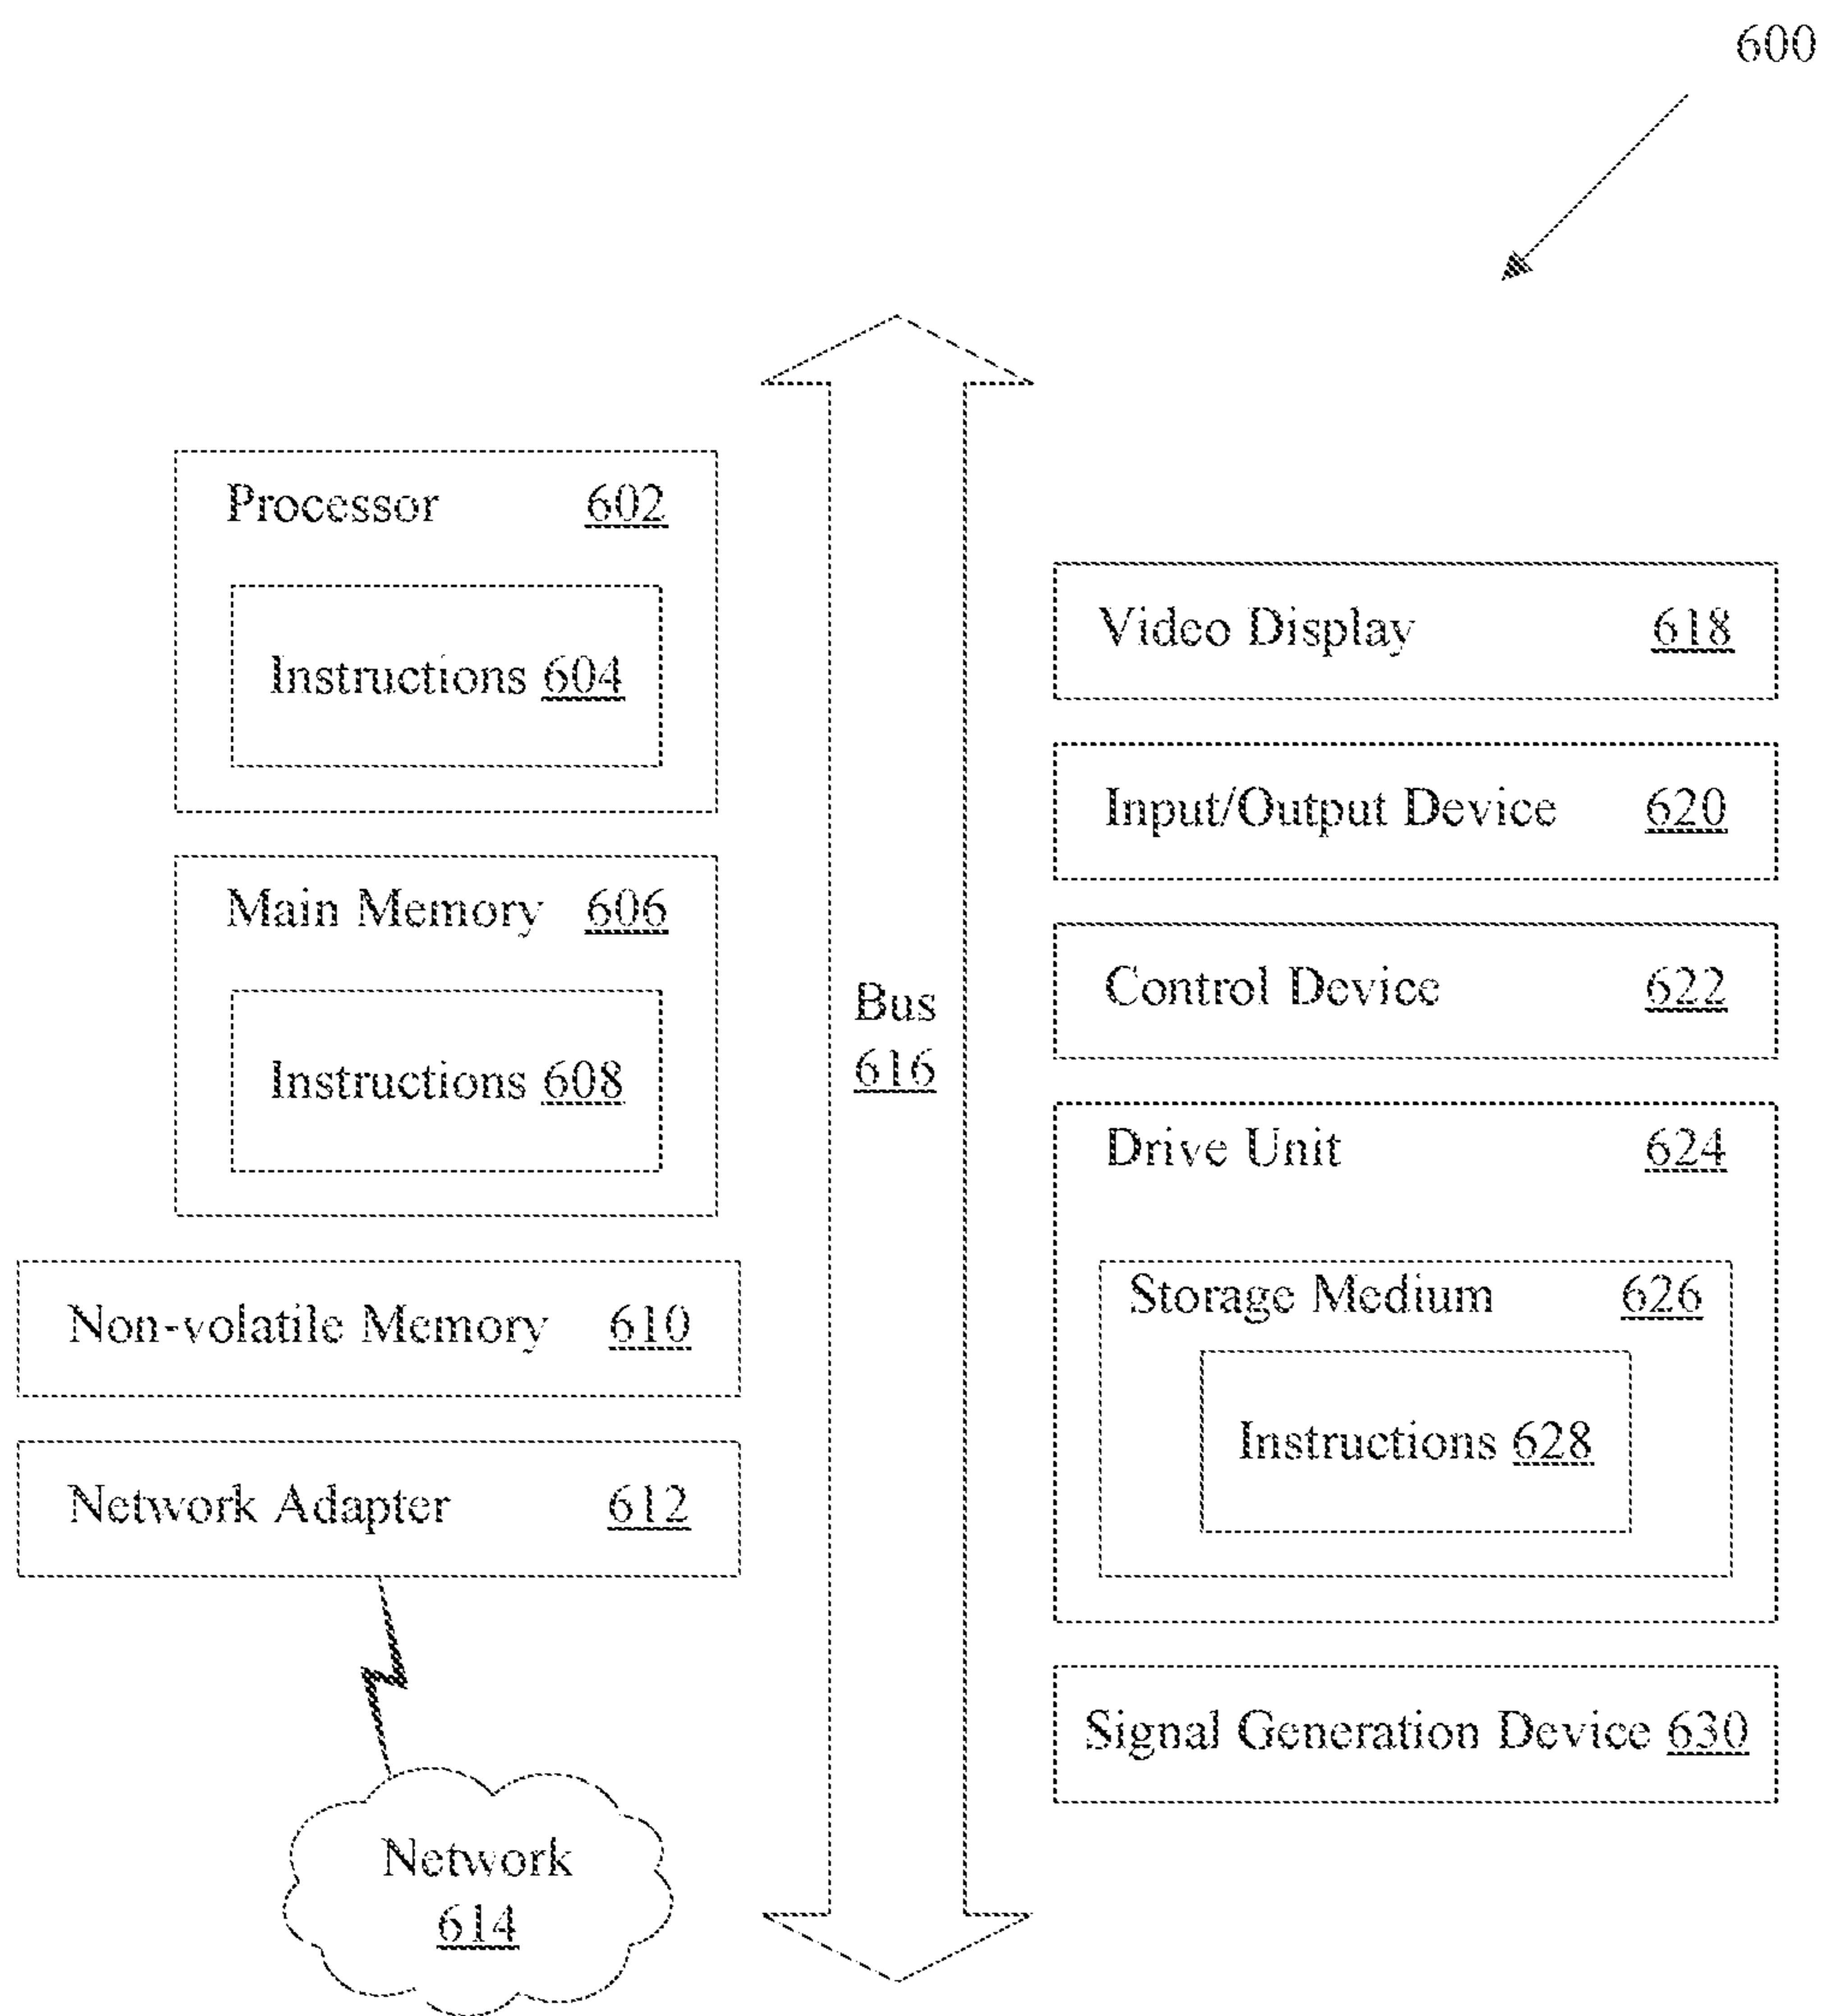 600
Processor 602
Instructions 604
Main Memory 606
Instructions 608
Non-volatile Memory 610
Network Adapter 612
Network
614
Bus
616
Video Display 618
Input/Output Device 620
Control Device 622
Drive Unit 624
Storage Medium 626
Instructions 628
Signal Generation Device 630